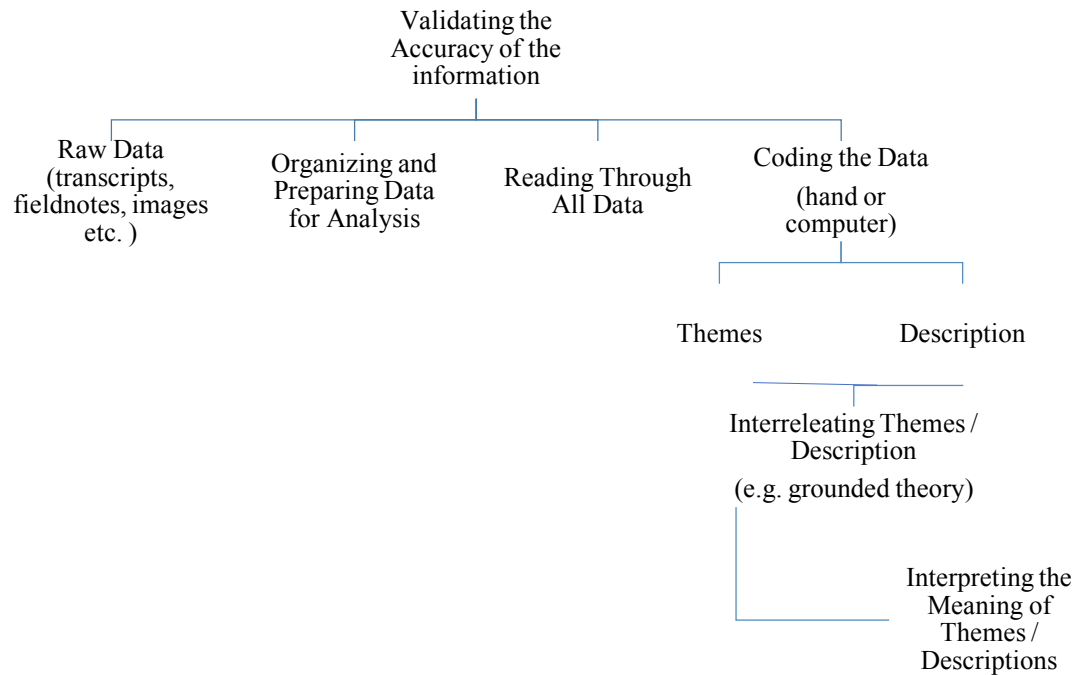 Validating the
Accuracy of the
information
Raw Data
(transcripts,
fieldnotes, images
etc. )
Organizing and
Preparing Data
for Analysis
Reading Through
All Data
Coding the Data
(hand or
computer)
Themes
Description
Interreleating Themes /
Description
(e.g. grounded theory)
Interpreting the
Meaning of
Themes /
Descriptions